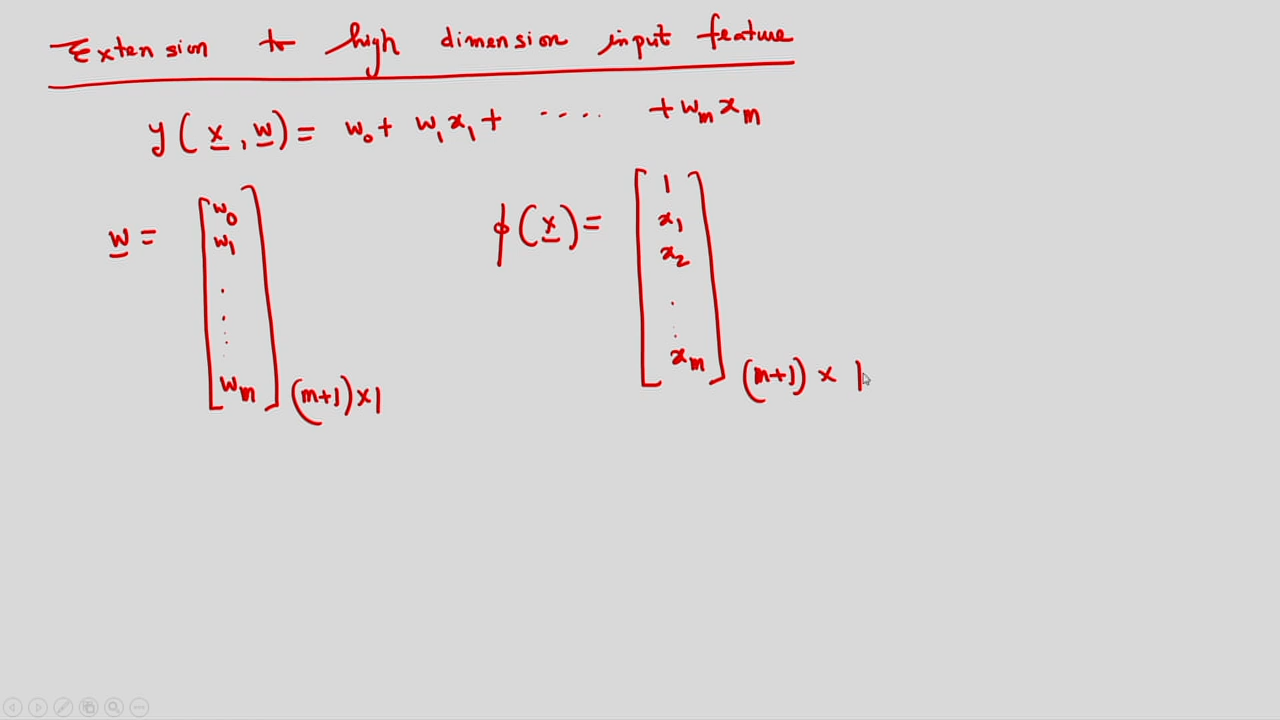 Extension to high dimension input feature
y(x, w) = w₀ + w₁x₁ + .... + wₘxₘ
w = [w₀ w₁ . . . . wₘ] (m+1)×1
ϕ(x) = [1 x₁ x₂ . . . xₘ] (m+1) × 1